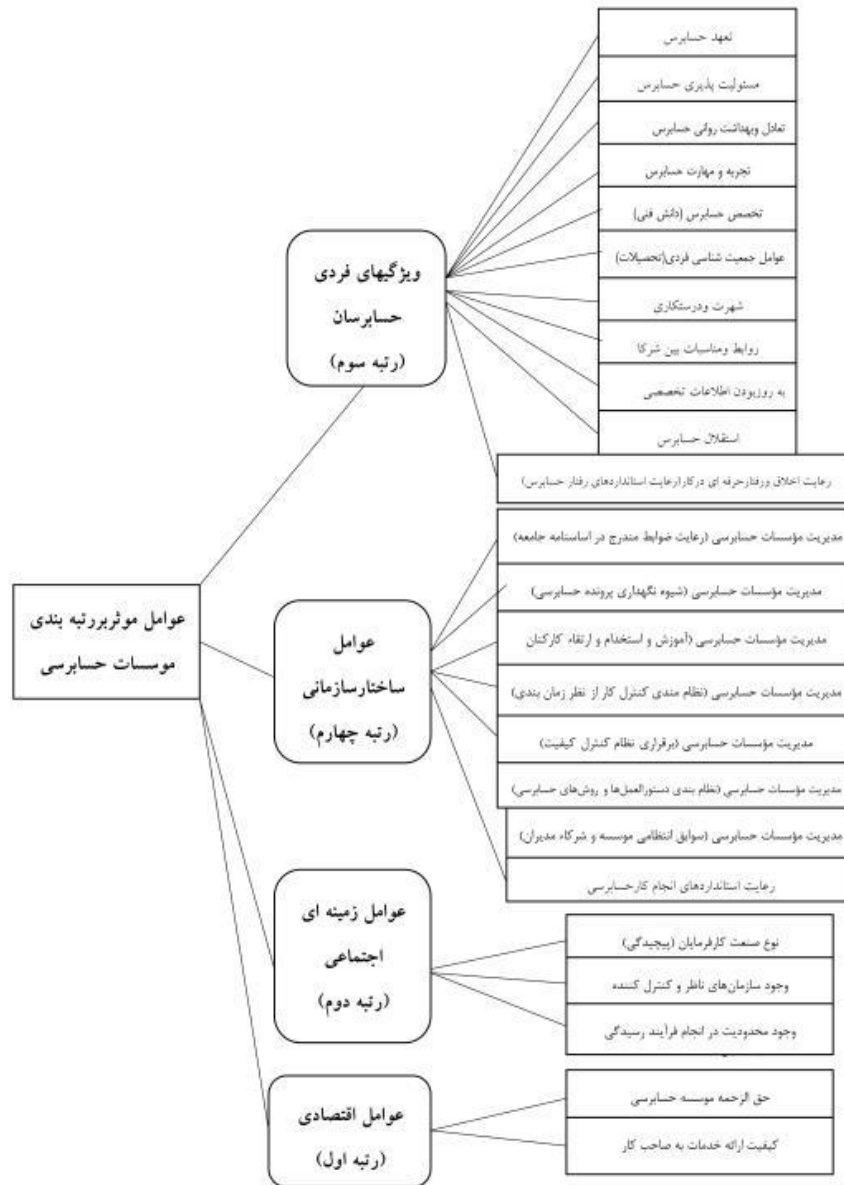 عوامل موثربررتبه بندی
موسسات حسابرسی
ویژگیهای فردی
حسابرسان
(رتبه سوم)
تعهد حسابرس
مسئولیت پذیری حسابرس
تعادل وبهداشت روانی حسابرس
تجربه و مهارت حسابرس
تخصص حسابرس (دانش فنی)
عوامل جمعیت شناسی فردی(تحصیلات)
شهرت ودرستکاری
روابط ومناسبات بین شرکا
به روزبودن اطلاعات تخصصی
استقلال حسابرس
رعایت اخلاق ورفتارحرفه ای درکار(رعایت استانداردهای رفتار حسابرس)
عوامل
ساختارسازمانی
(رتبه چهارم)
مدیریت مؤسسات حسابرسی (رعایت ضوابط مندرج در اساسنامه جامعه)
مدیریت مؤسسات حسابرسی (شیوه نگهداری پرونده حسابرسی)
مدیریت مؤسسات حسابرسی (آموزش و استخدام و ارتقاء کارکنان
مدیریت مؤسسات حسابرسی (نظام مندی کنترل کار از نظر زمان بندی)
مدیریت مؤسسات حسابرسی (برقراری نظام کنترل کیفیت)
مدیریت مؤسسات حسابرسی (نظام بندی دستورالعمل‌ها و روش‌های حسابرسی)
مدیریت مؤسسات حسابرسی (سوابق انتظامی موسسه و شرکاء مدیران)
رعایت استانداردهای انجام کارحسابرسی
عوامل زمینه ای
اجتماعی
(رتبه دوم)
نوع صنعت کارفرمایان (پیچیدگی)
وجود سازمان‌های ناظر و کنترل کننده
وجود محدودیت در انجام فرآیند رسیدگی
عوامل اقتصادی
(رتبه اول)
حق الزحمه موسسه حسابرسی
کیفیت ارائه خدمات به صاحب کار